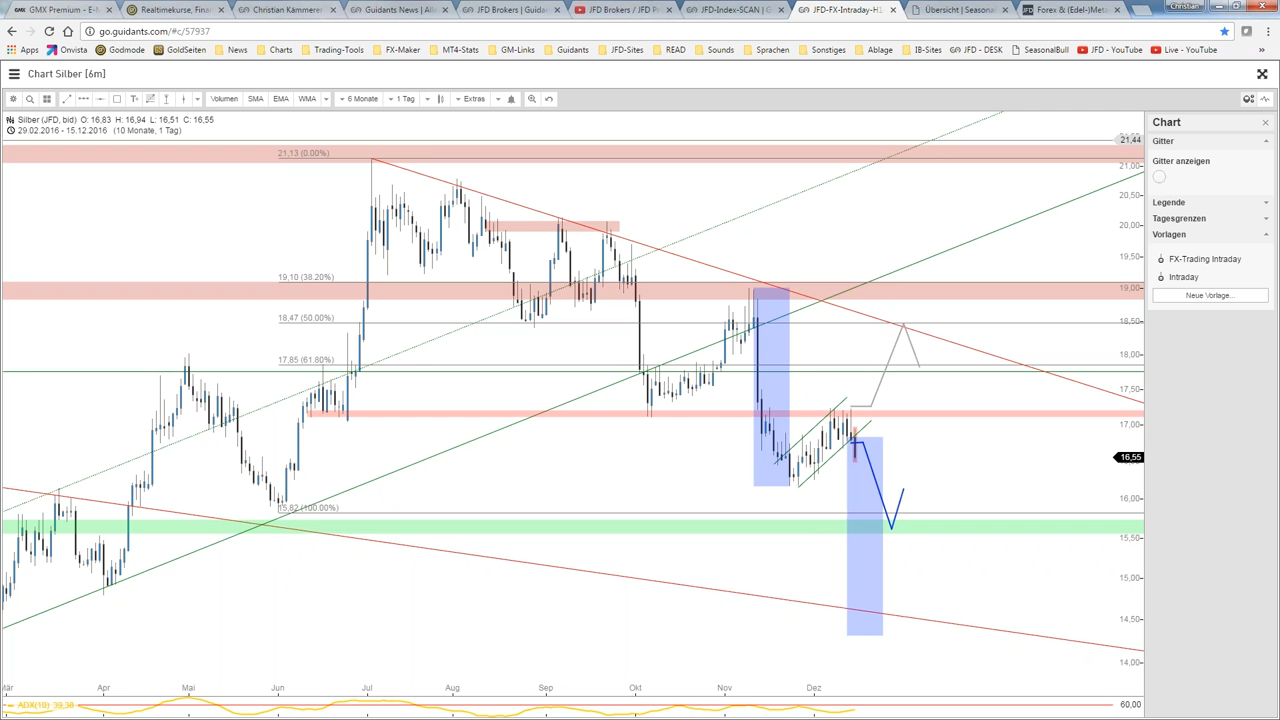 GMX Premium - E-M
Realtimekurse, Finan
Christian Kämmerer
Guidants News | Alle
JFD Brokers | Guidan
JFD Brokers / JFD P
JFD-Index-SCAN | G
JFD-FX-Intraday-H1
Übersicht | Seasonal
Forex & (Edel-)Meta
Christian
go.guidants.com/#c/57937
Apps
Onvista
Godmode
GoldSeiten
News
Charts
Trading-Tools
FX-Maker
MT4-Stats
GM-Links
Guidants
JFD-Sites
READ
Sounds
Sprachen
Sonstiges
Ablage
IB-Sites
JFD - DESK
SeasonalBull
JFD - YouTube
Live - YouTube
Chart Silber [6m]
Volumen
SMA
EMA
WMA
6 Monate
1 Tag
Extras
Silber (JFD, bid) O: 16,83 H: 16,94 L: 16,51 C: 16,55
29.02.2016 - 15.12.2016 (10 Monate, 1 Tag)
21,13 (0.00%)
19,10 (38.20%)
18,47 (50.00%)
17,85 (61.80%)
15,82 (100.00%)
21,44
21,00
20,50
20,00
19,50
19,00
18,50
18,00
17,50
17,00
16,55
16,00
15,50
15,00
14,50
14,00
Apr
Mai
Jun
Jul
Aug
Sep
Okt
Nov
Dez
ADX(10) 39,38
60,00
Chart
Gitter
Gitter anzeigen
Legende
Tagesgrenzen
Vorlagen
FX-Trading Intraday
Intraday
Neue Vorlage...